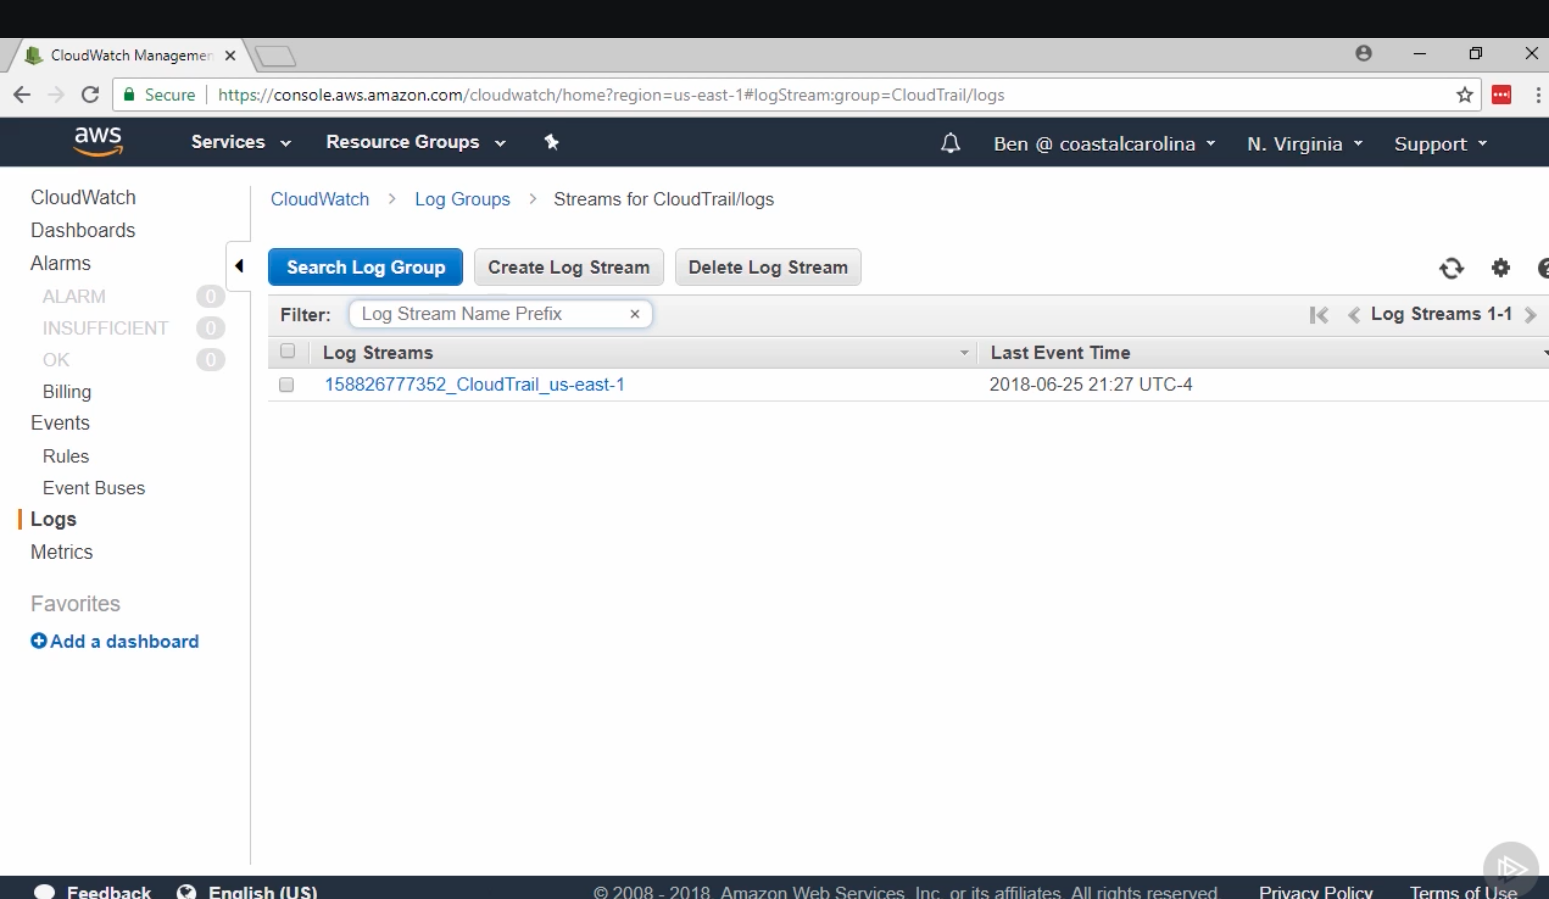 CloudWatch Managemen
Secure https://console.aws.amazon.com/cloudwatch/home?region=us-east-1#logStream:group=CloudTrail/logs
aws Services Resource Groups Ben @ coastalcarolina N. Virginia Support
CloudWatch
Dashboards
Alarms
ALARM 0
INSUFFICIENT 0
OK 0
Billing
Events
Rules
Event Buses
Logs
Metrics
Favorites
Add a dashboard
CloudWatch > Log Groups > Streams for CloudTrail/logs
Search Log Group Create Log Stream Delete Log Stream
Filter: Log Stream Name Prefix × Log Streams 1-1
Log Streams Last Event Time
158826777352_CloudTrail_us-east-1 2018-06-25 21:27 UTC-4
Feedback English (US) © 2008 - 2018, Amazon Web Services, Inc. or its affiliates. All rights reserved. Privacy Policy Terms of Use